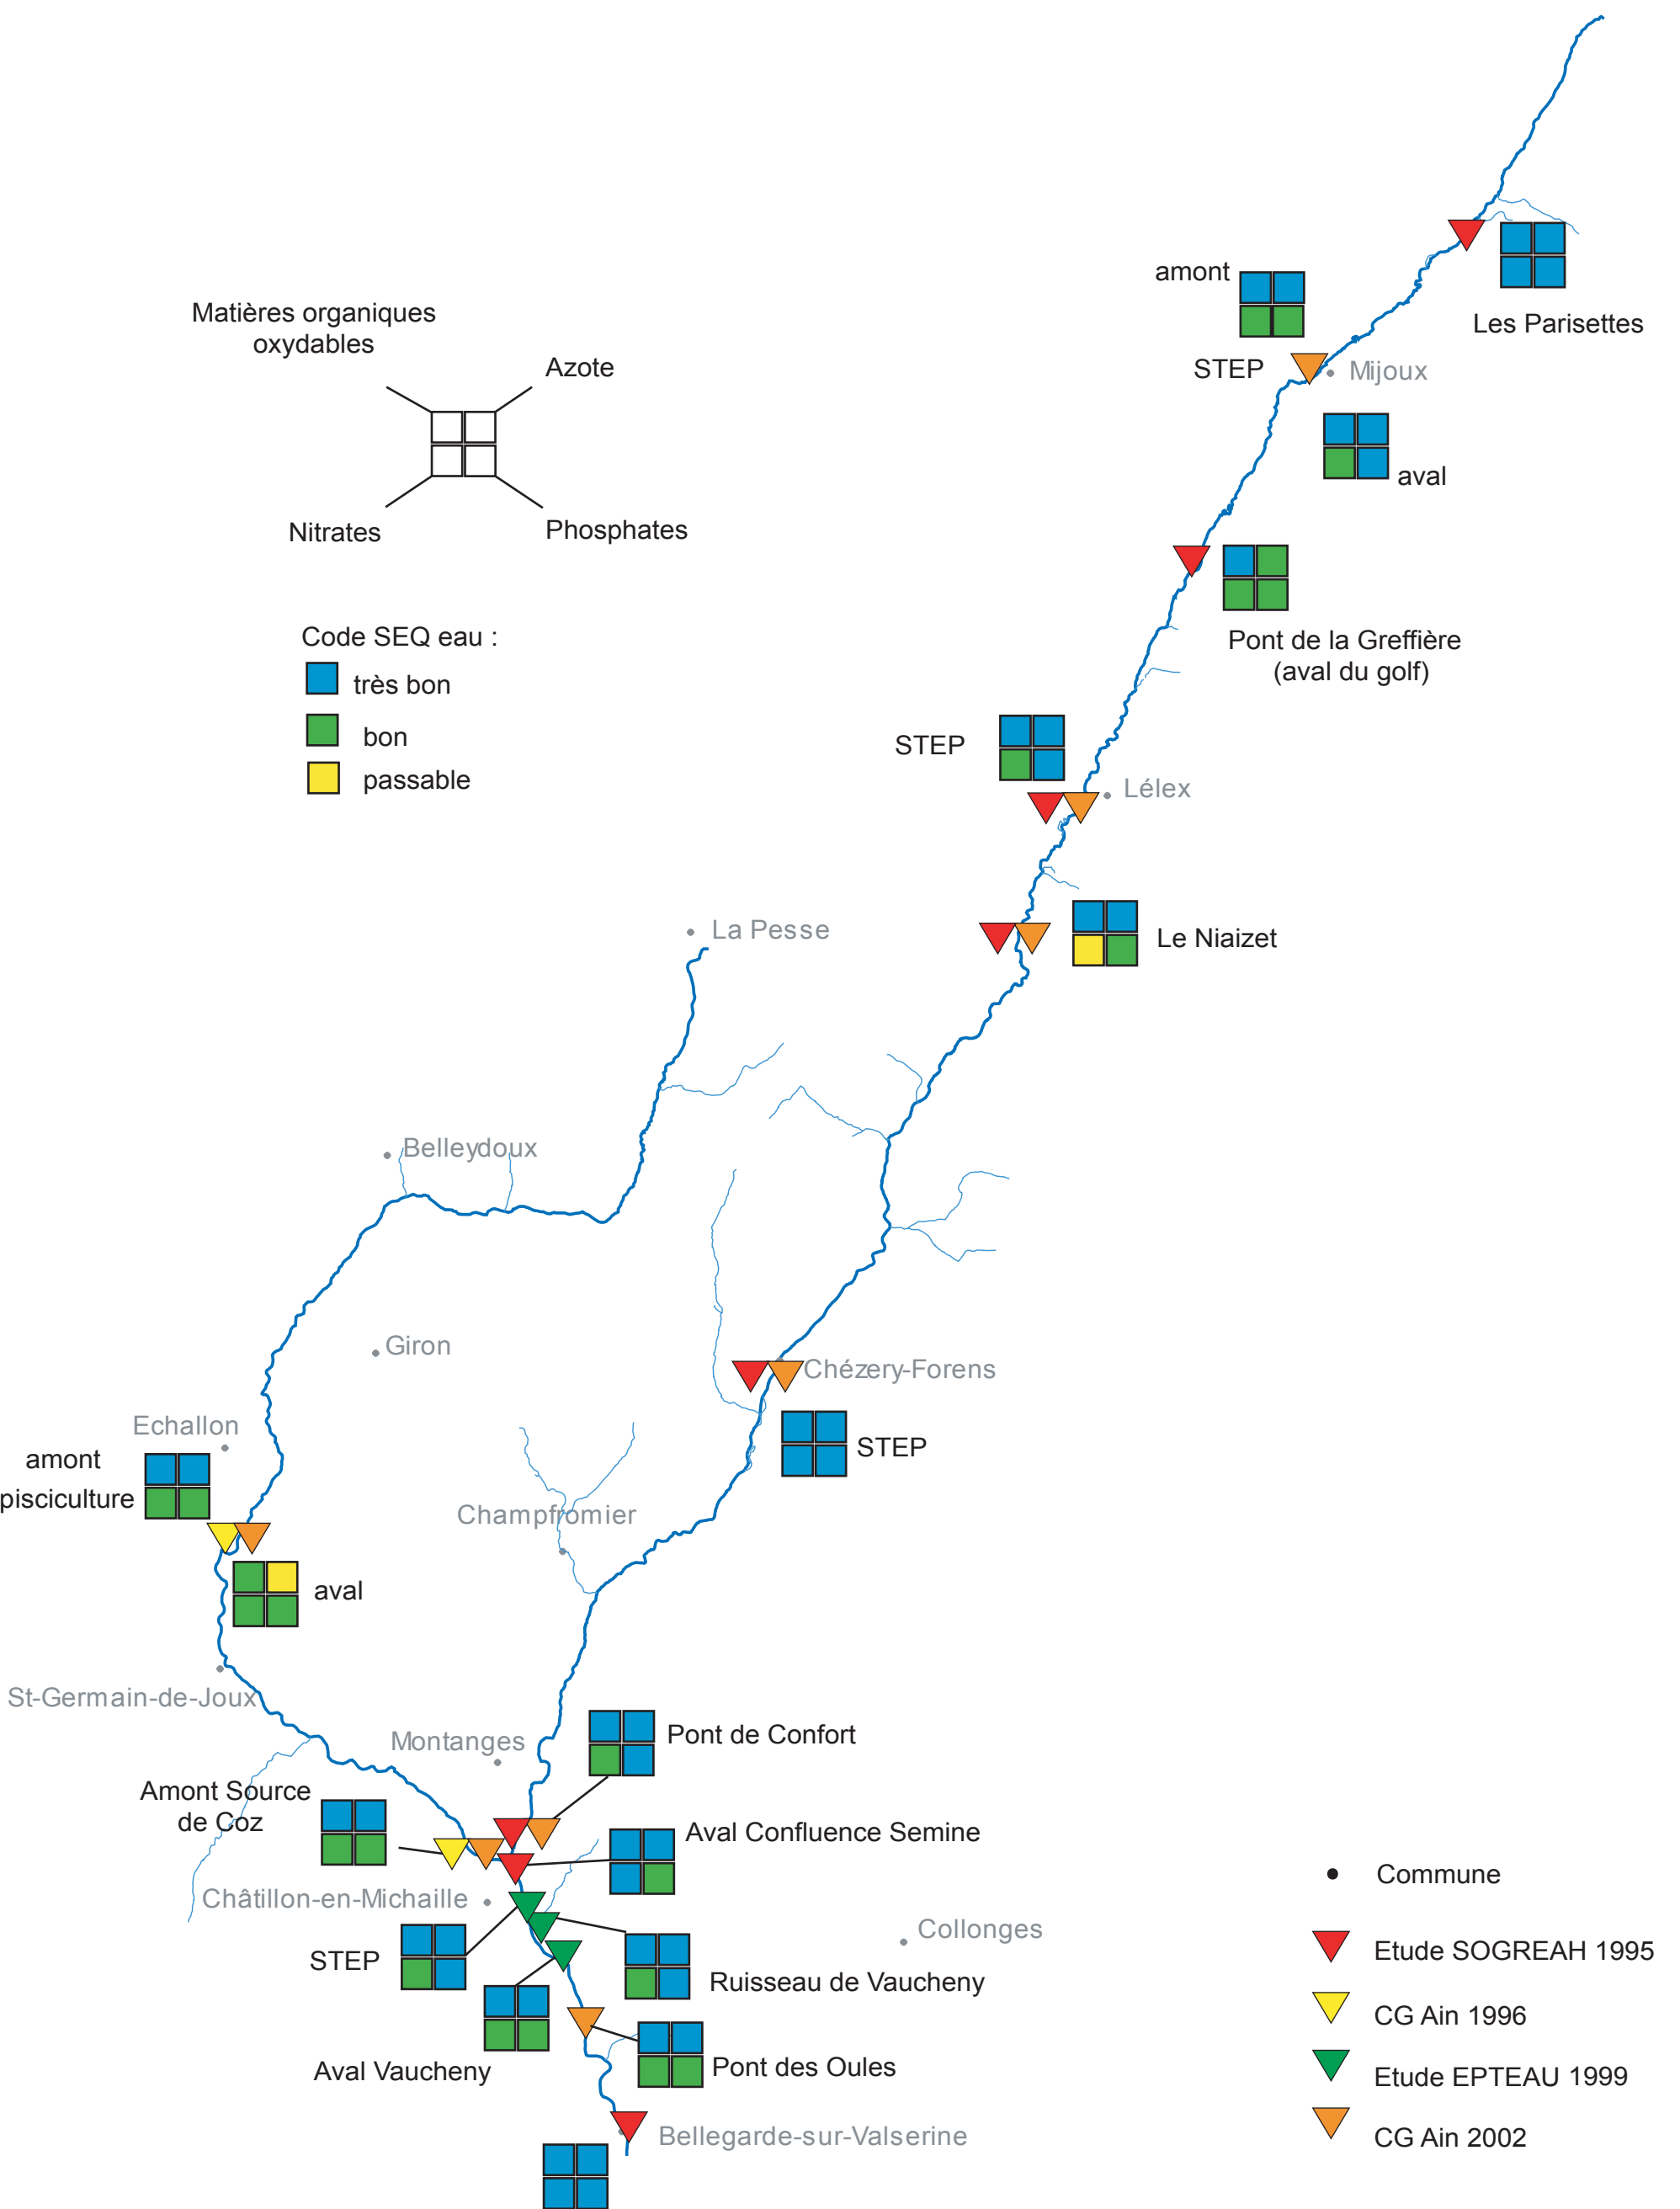 Matières organiques
oxydables
Azote
Nitrates
Phosphates
Code SEQ eau :
très bon
bon
passable
amont
Les Parisettes
STEP
Mijoux
aval
Pont de la Greffière
(aval du golf)
STEP
Lélex
La Pesse
Le Niaizet
Belleydoux
Giron
Chézery-Forens
Echallon
amont
pisciculture
STEP
Champfromier
aval
St-Germain-de-Joux
Montanges
Pont de Confort
Amont Source
de Coz
Aval Confluence Semine
Châtillon-en-Michaille
Collonges
STEP
Ruisseau de Vaucheny
Aval Vaucheny
Pont des Oules
Bellegarde-sur-Valserine
Commune
Etude SOGREAH 1995
CG Ain 1996
Etude EPTEAU 1999
CG Ain 2002